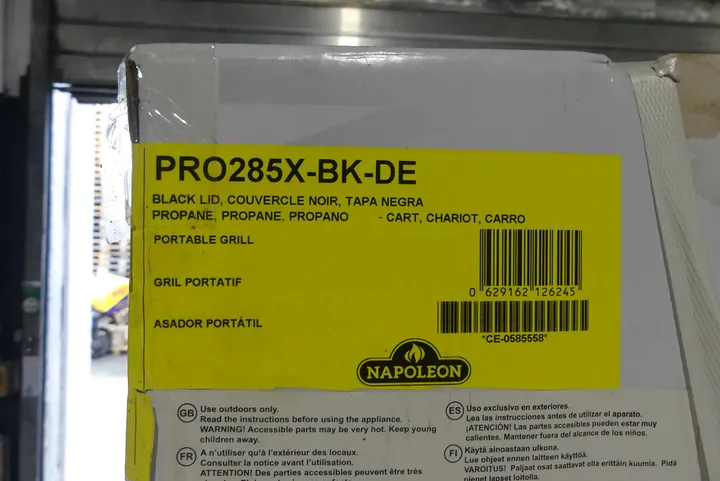 PRO285X-BK-DE
BLACK LID, COUVERCLE NOIR, TAPA NEGRA
PROPANE, PROPANE, PROPANO - CART, CHARIOT, CARRO
PORTABLE GRILL
GRIL PORTATIF
ASADOR PORTÁTIL
0 629162 126245
*CE-0585558*
NAPOLEON
GB Use outdoors only.
Read the instructions before using the appliance.
WARNING! Accessible parts may be very hot. Keep young
children away.
FR A n'utiliser qu'à l'extérieur des locaux.
Consulter la notice avant l'utilisation.
ATTENTION! Des parties accessibles peuvent être très
ES Uso exclusivo en exteriores.
Lea las instrucciones antes de utilizar el aparato.
¡ATENCIÓN! Las partes accesibles pueden estar muy
calientes. Mantener fuera del alcance de los niños.
FI Käytä ainoastaan ulkona.
Lue ohjeet ennen laitteen käyttöä.
VAROITUS! Paljaat osat saattavat olla erittäin kuumia. Pidä
pienet lapset loitolla.